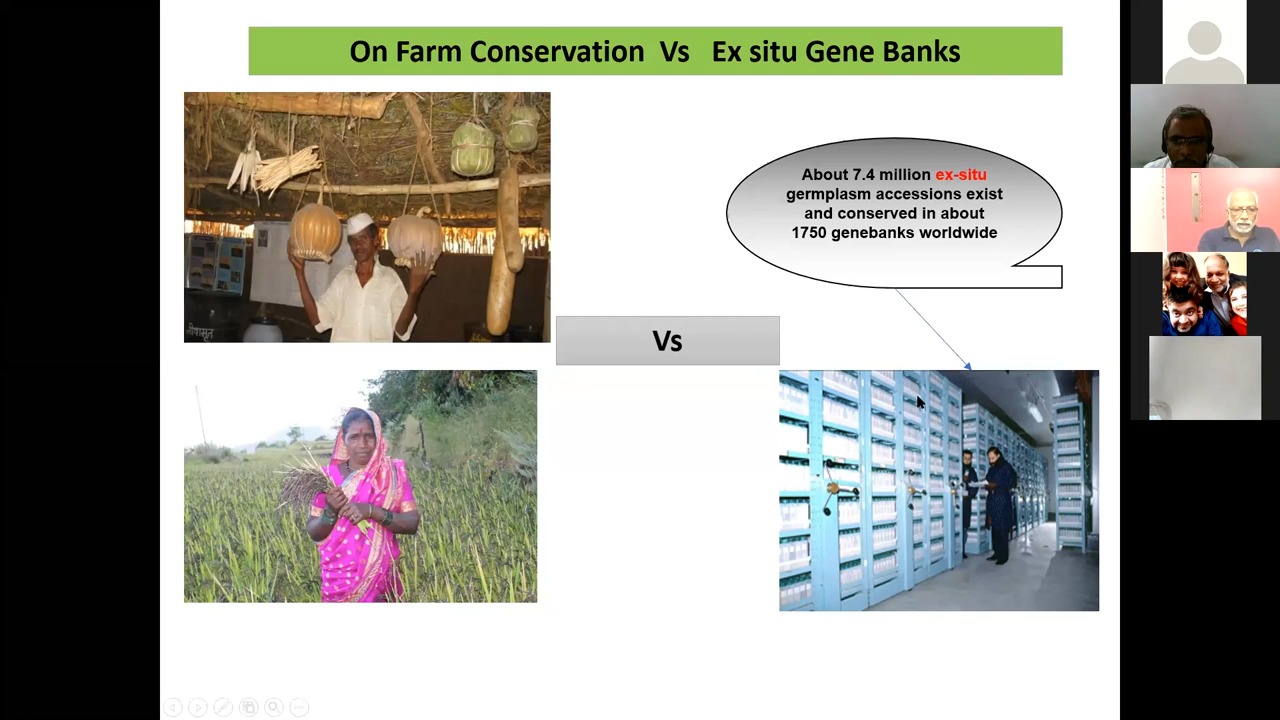 On Farm Conservation Vs Ex situ Gene Banks
About 7.4 million ex-situ
germplasm accessions exist
and conserved in about
1750 genebanks worldwide
Vs